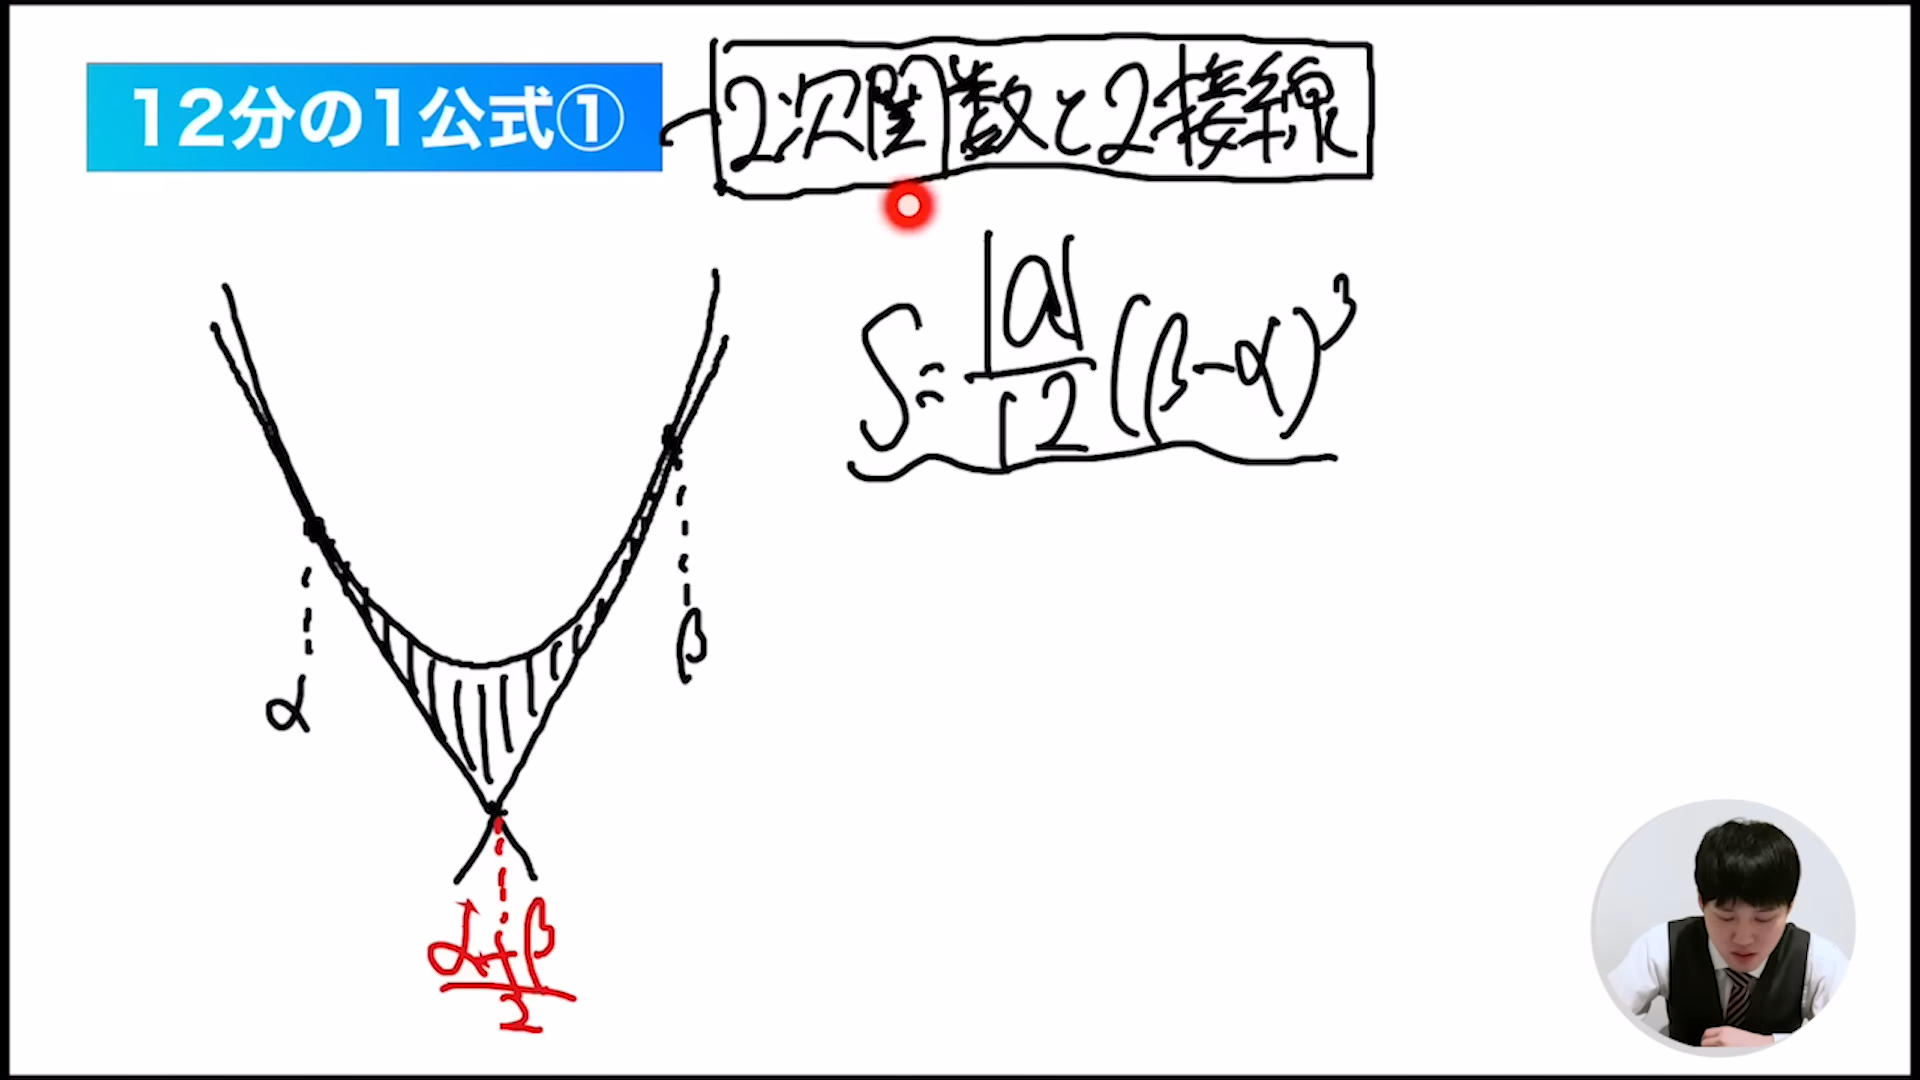 12分の1公式①
2次関数と2接線
S=|a|/12(β-α)³
α
β
α+β/2